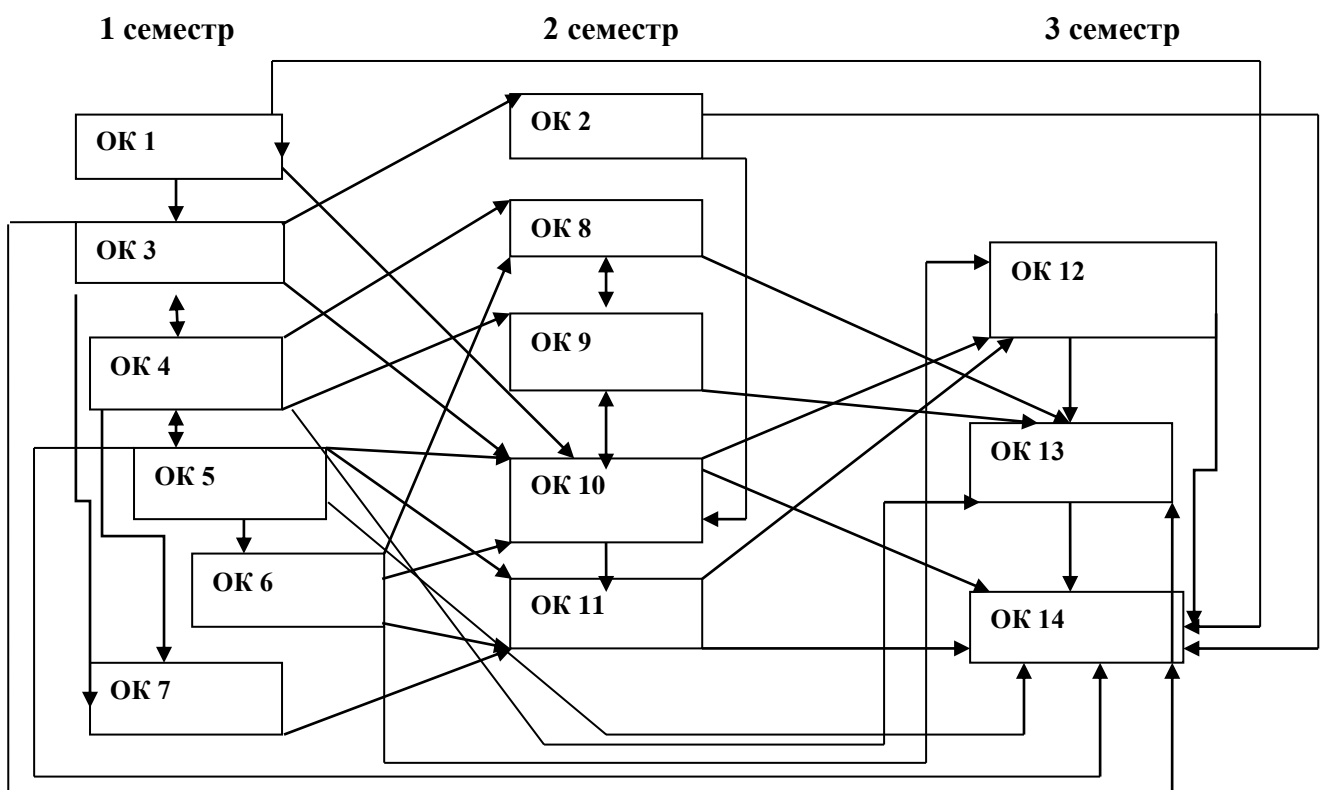 1 семестр
2 семестр
3 семестр
ОК 1
ОК 3
ОК 4
ОК 5
ОК 6
ОК 7
ОК 2
ОК 8
ОК 9
ОК 10
ОК 11
ОК 12
ОК 13
ОК 14